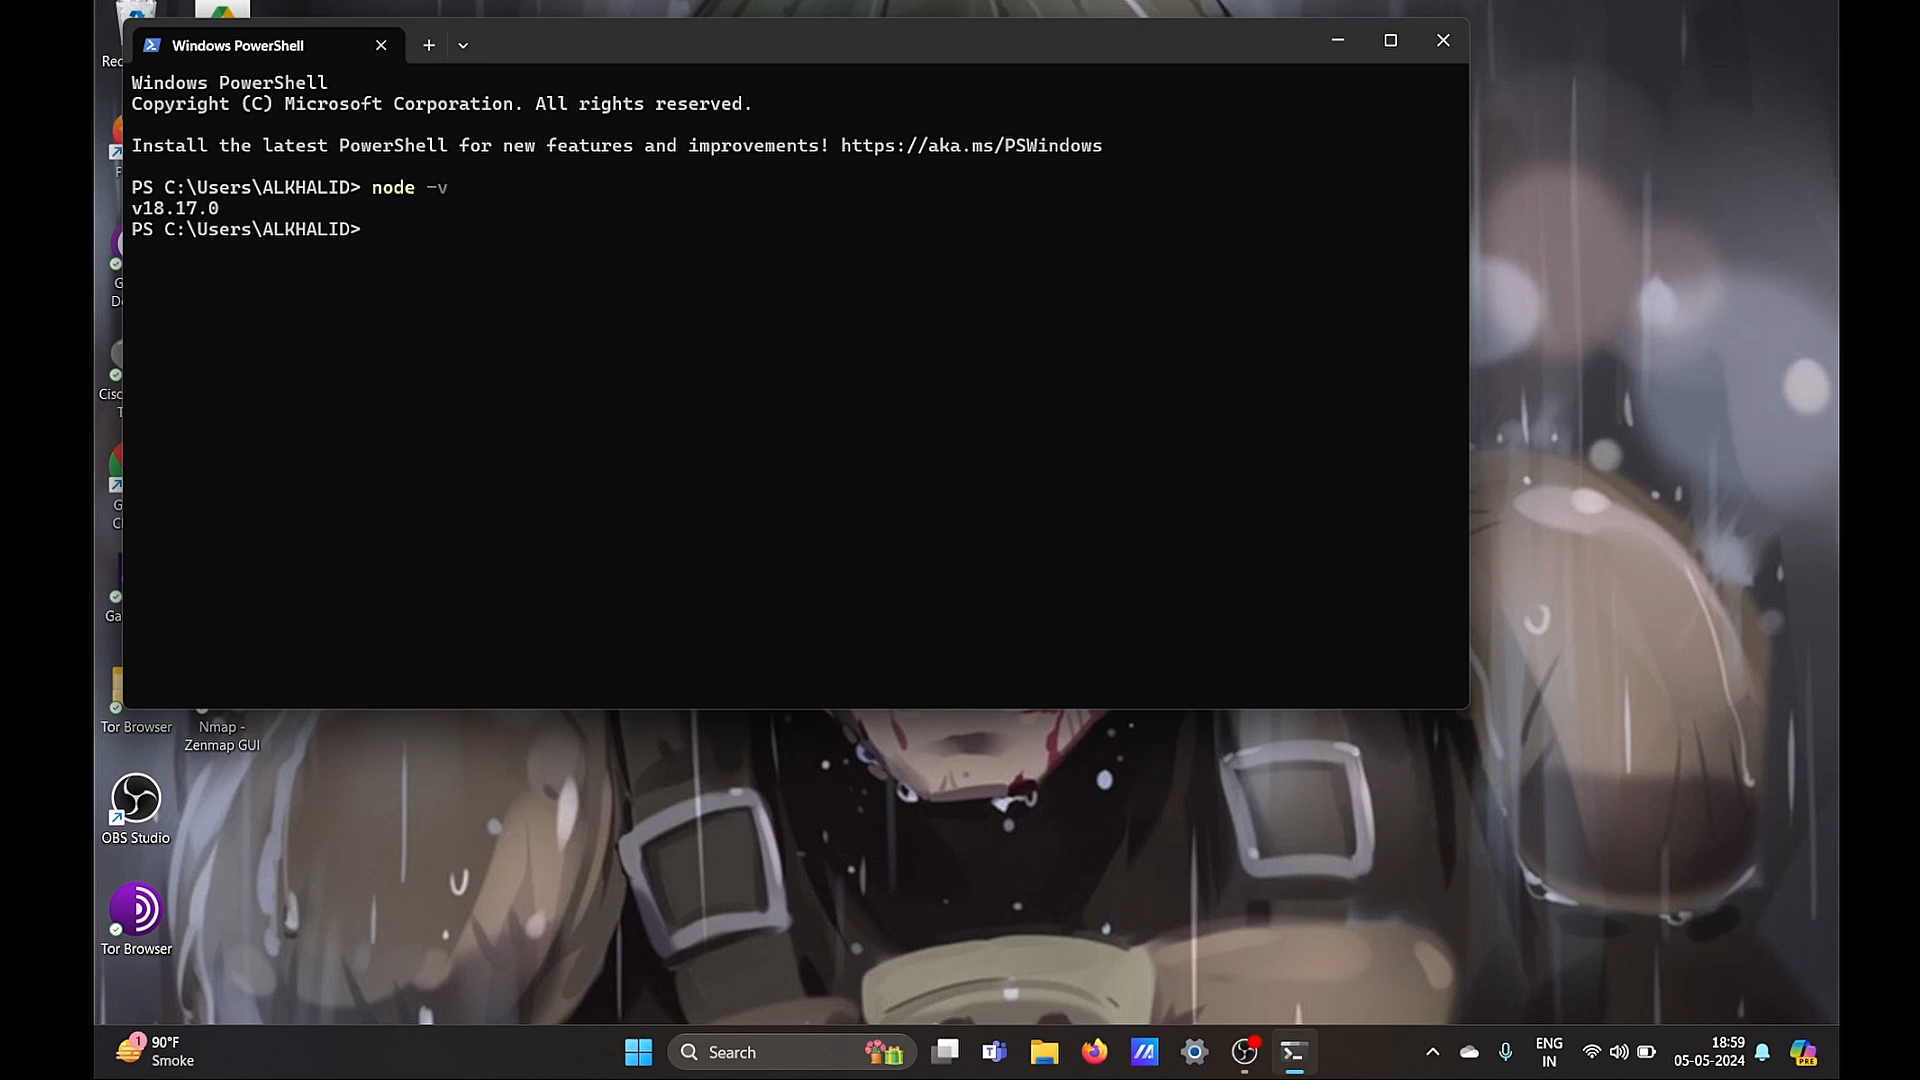 Windows PowerShell
Windows PowerShell
Copyright (C) Microsoft Corporation. All rights reserved.
Install the latest PowerShell for new features and improvements! https://aka.ms/PSWindows
PS C:\Users\ALKHALID> node -v
v18.17.0
PS C:\Users\ALKHALID>
Tor Browser
Nmap -
Zenmap GUI
OBS Studio
Tor Browser
1
90°F
Smoke
Search
ENG
IN
18:59
05-05-2024
PRE